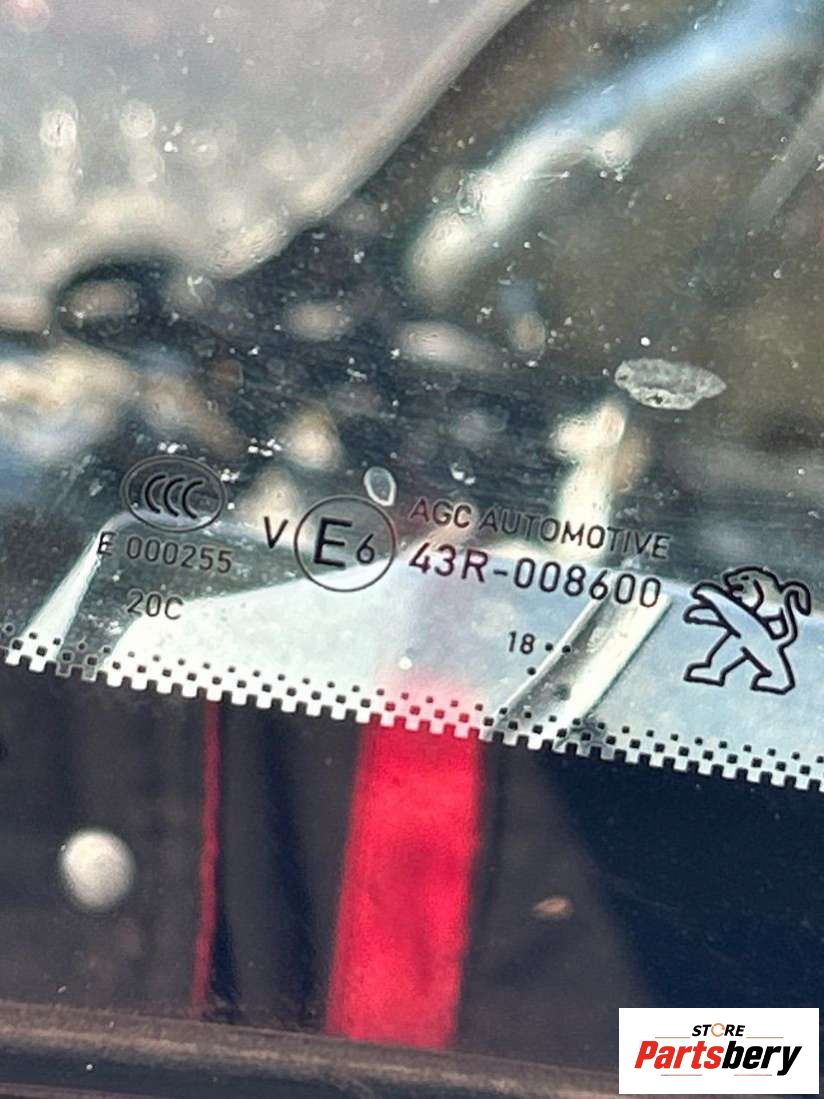 CCC
E 000255
20C
V E6
AGC AUTOMOTIVE
43R-008600
18 ••
•
STORE
Partsbery